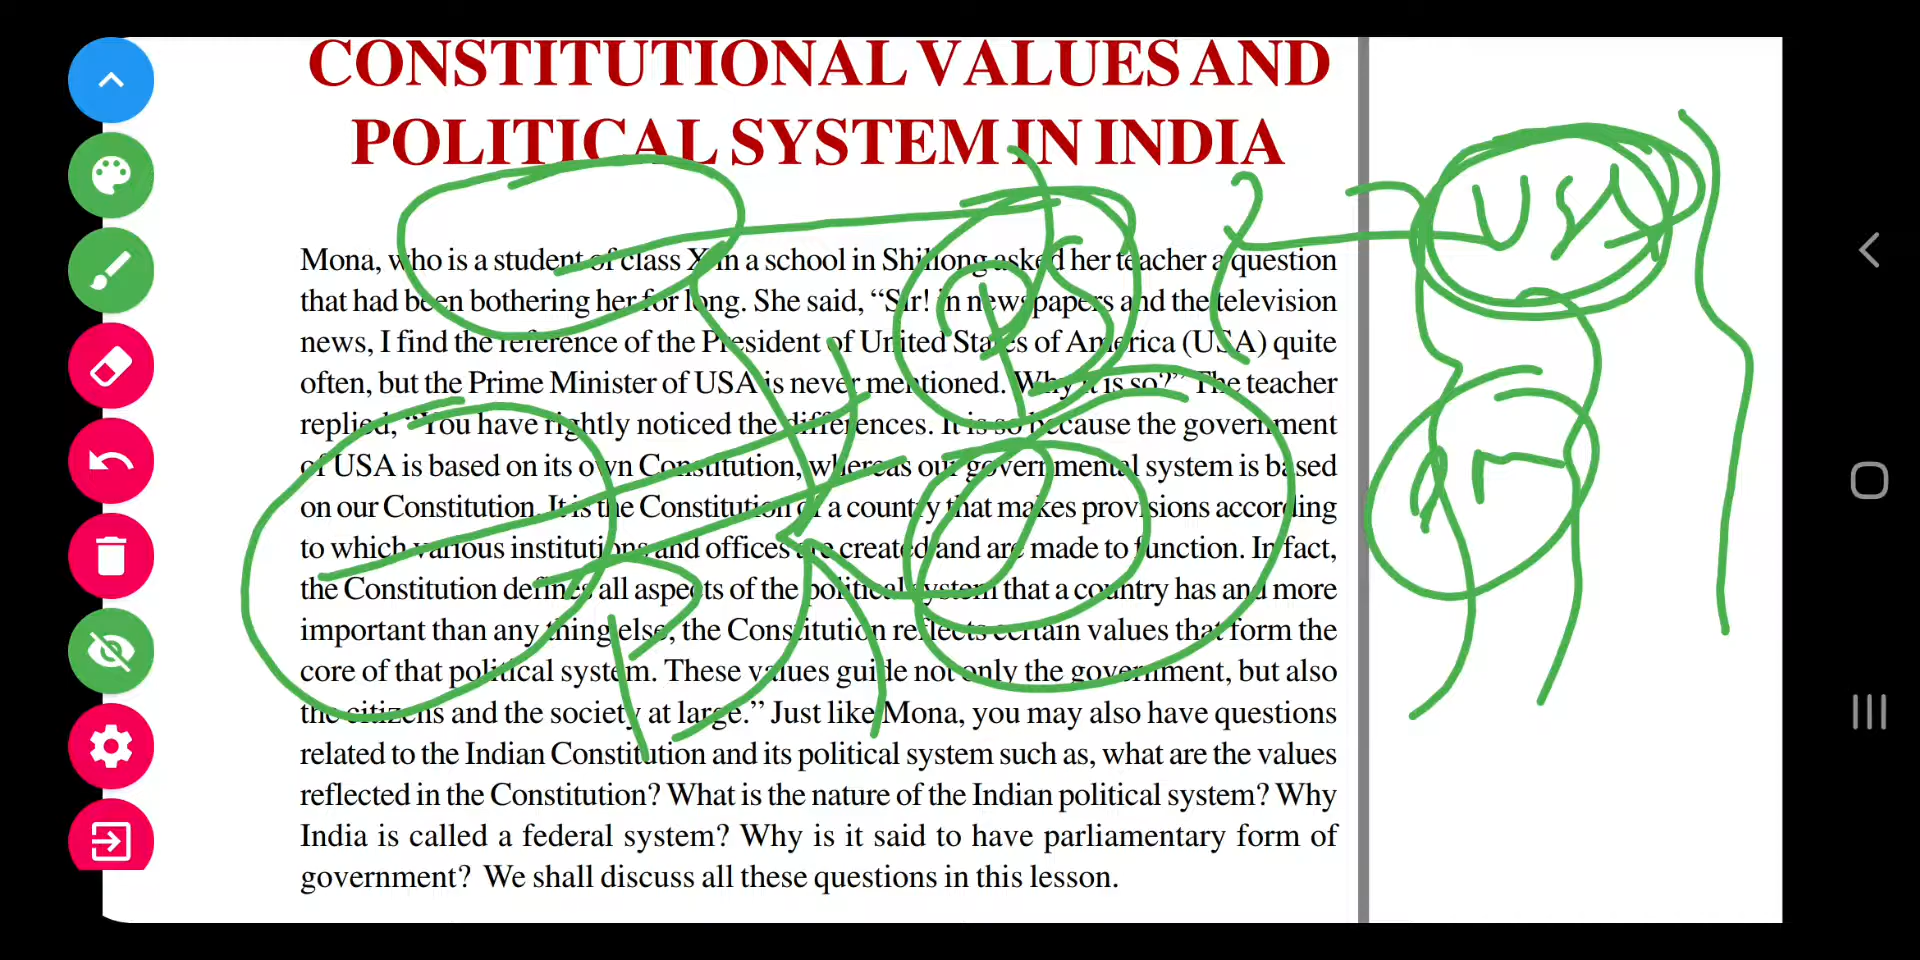 CONSTITUTIONAL VALUES AND
POLITICAL SYSTEM IN INDIA
USA
Mona, who is a student of class X in a school in Shillong asked her teacher a question
that had been bothering her for long. She said, “Sir! in newspapers and the television
news, I find the reference of the President of United States of America (USA) quite
often, but the Prime Minister of USA is never mentioned. Why it is so?” The teacher
replied, “You have rightly noticed the differences. It is so because the government
of USA is based on its own Constitution, whereas our governmental system is based
on our Constitution. It is the Constitution of a country that makes provisions according
to which various institutions and offices are created and are made to function. In fact,
the Constitution defines all aspects of the political system that a country has and more
important than any thing else, the Constitution reflects certain values that form the
core of that political system. These values guide not only the government, but also
the citizens and the society at large.” Just like Mona, you may also have questions
related to the Indian Constitution and its political system such as, what are the values
reflected in the Constitution? What is the nature of the Indian political system? Why
India is called a federal system? Why is it said to have parliamentary form of
government? We shall discuss all these questions in this lesson.